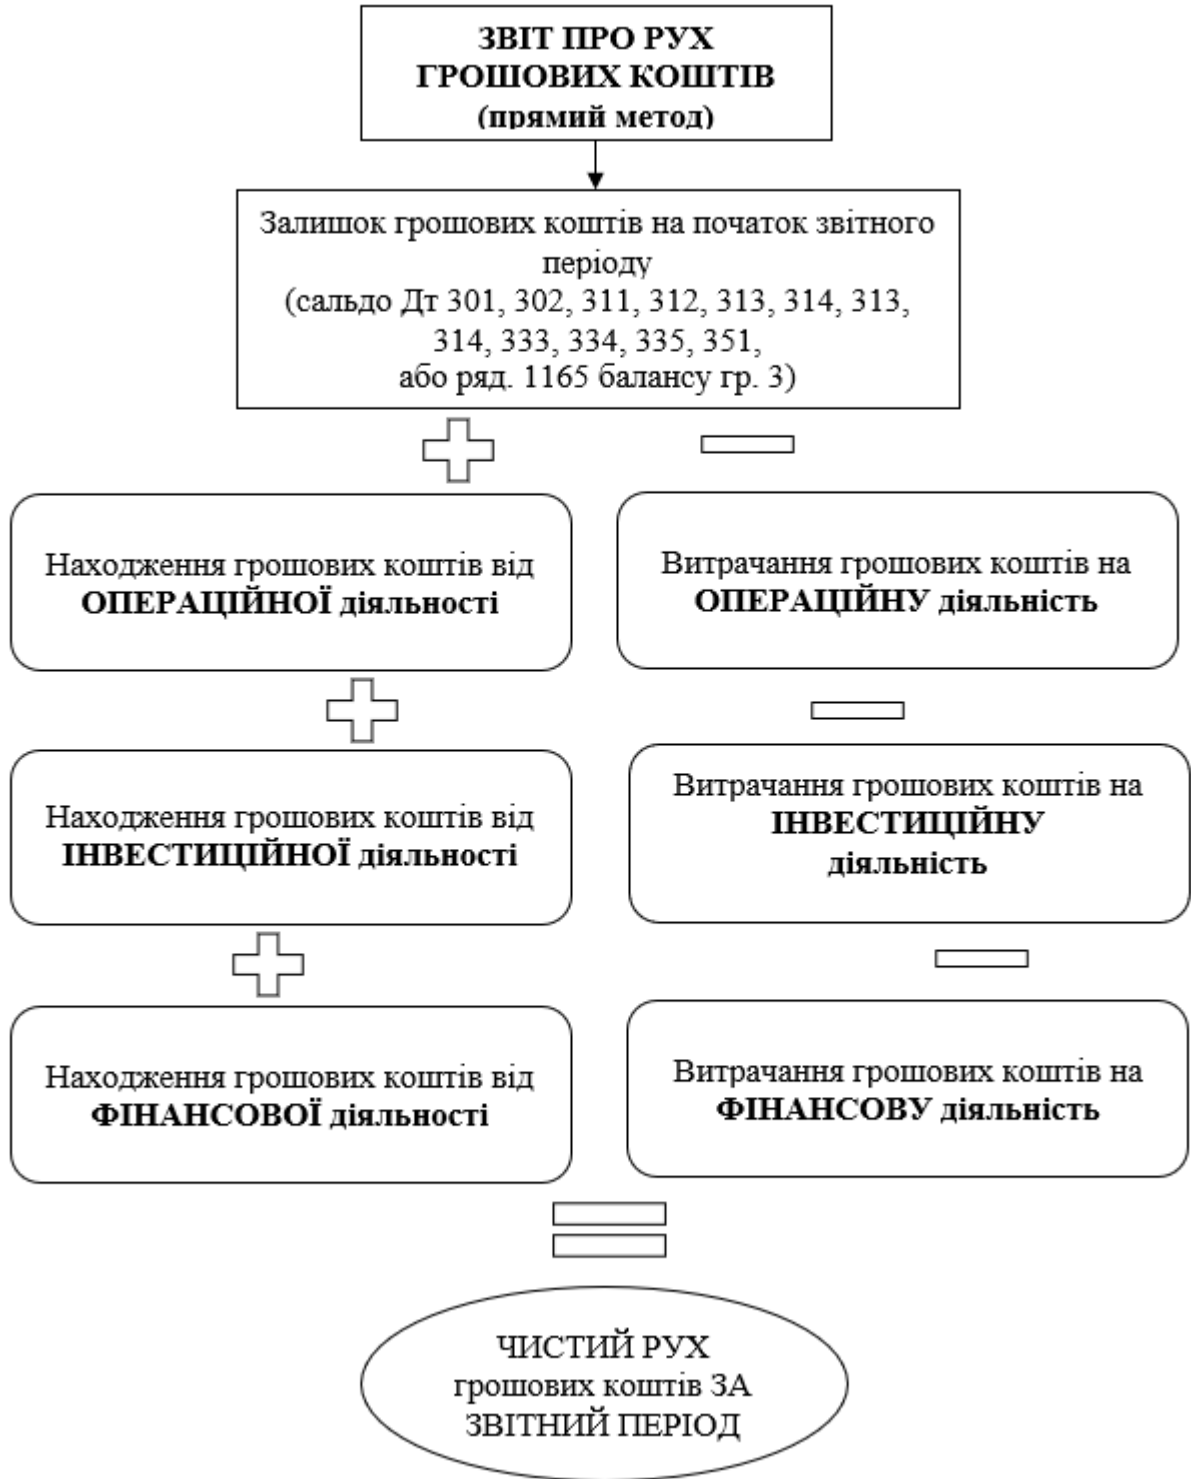 ЗВІТ ПРО РУХ
ГРОШОВИХ КОШТІВ
(прямий метод)
Залишок грошових коштів на початок звітного
періоду
(сальдо Дт 301, 302, 311, 312, 313, 314, 313,
314, 333, 334, 335, 351,
або ряд. 1165 балансу гр. 3)
Находження грошових коштів від
ОПЕРАЦІЙНОЇ діяльності
Витрачання грошових коштів на
ОПЕРАЦІЙНУ діяльність
Находження грошових коштів від
ІНВЕСТИЦІЙНОЇ діяльності
Витрачання грошових коштів на
ІНВЕСТИЦІЙНУ
діяльність
Находження грошових коштів від
ФІНАНСОВОЇ діяльності
Витрачання грошових коштів на
ФІНАНСОВУ діяльність
ЧИСТИЙ РУХ
грошових коштів ЗА
ЗВІТНИЙ ПЕРІОД